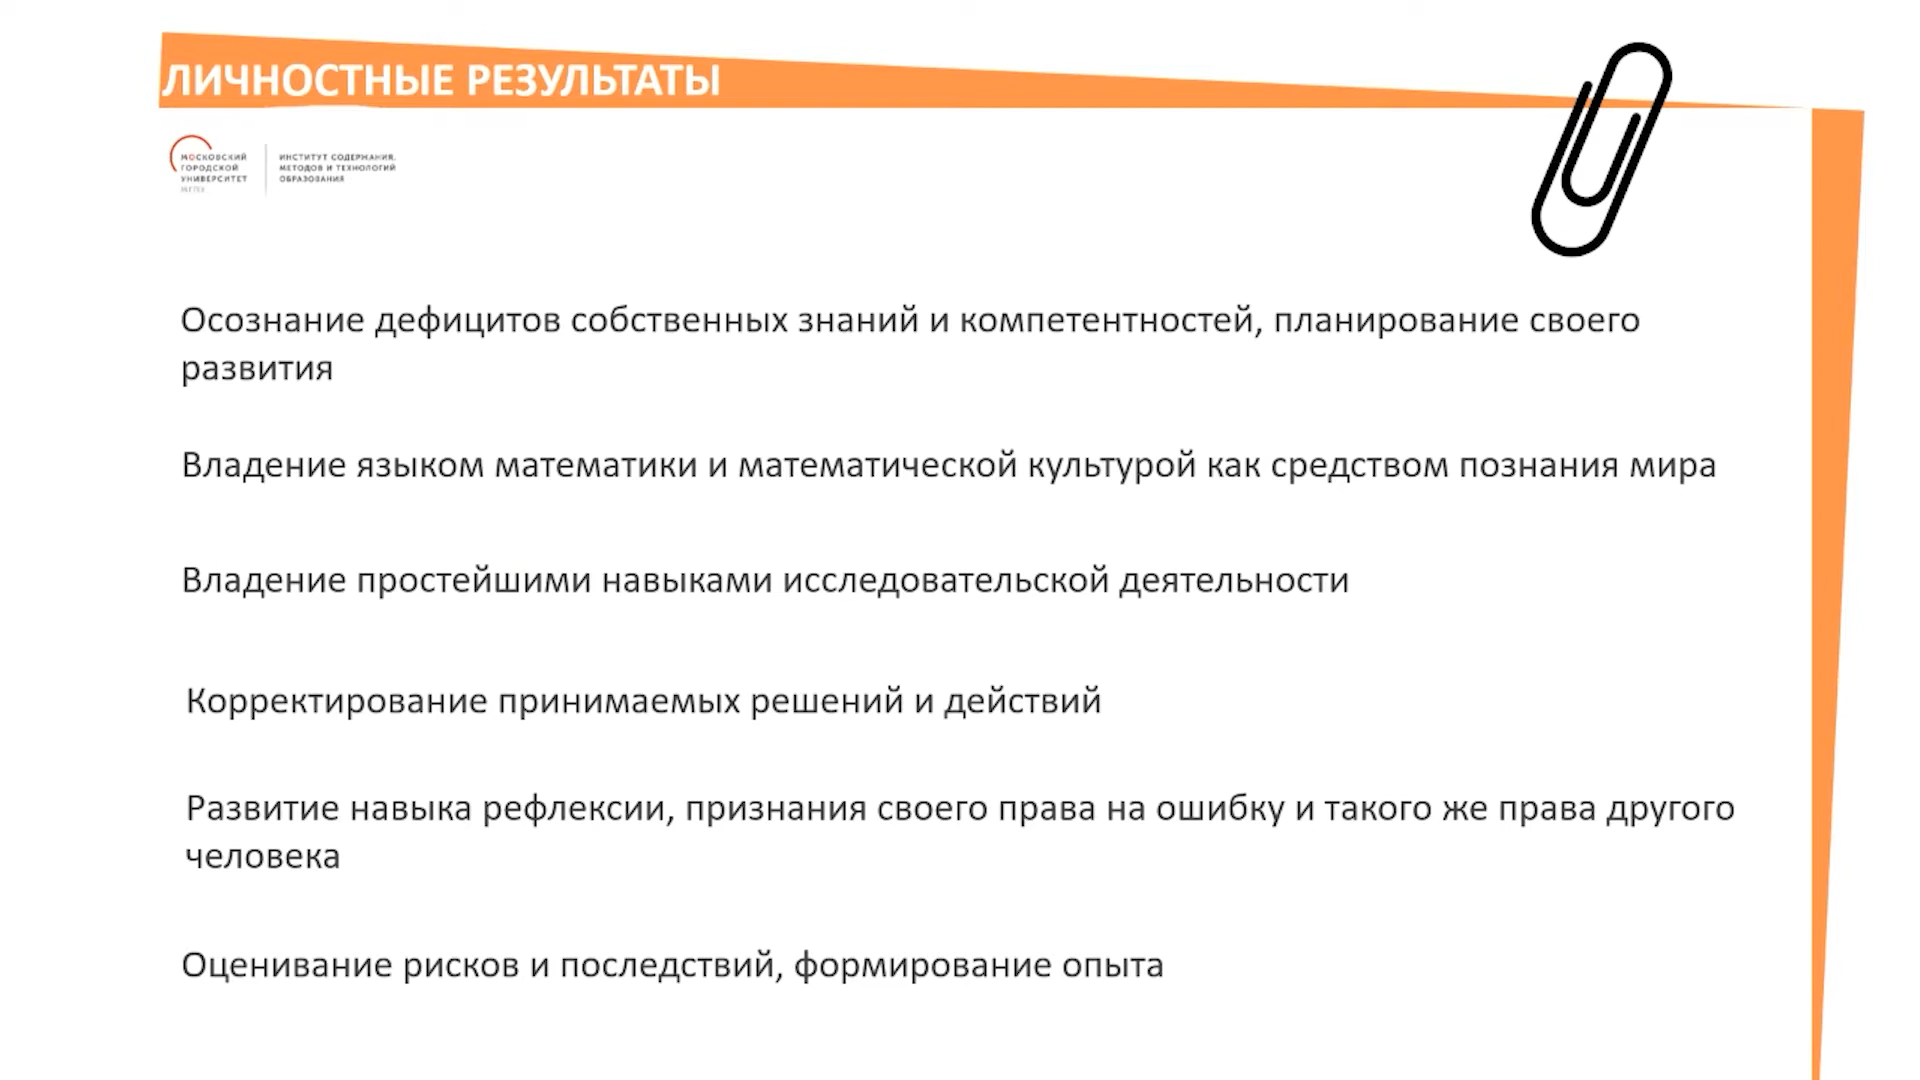 ЛИЧНОСТНЫЕ РЕЗУЛЬТАТЫ
МОСКОВСКИЙ
ГОРОДСКОЙ
УНИВЕРСИТЕТ
МГПУ
ИНСТИТУТ СОДЕРЖАНИЯ,
МЕТОДОВ И ТЕХНОЛОГИЙ
ОБРАЗОВАНИЯ
Осознание дефицитов собственных знаний и компетентностей, планирование своего
развития
Владение языком математики и математической культурой как средством познания мира
Владение простейшими навыками исследовательской деятельности
Корректирование принимаемых решений и действий
Развитие навыка рефлексии, признания своего права на ошибку и такого же права другого
человека
Оценивание рисков и последствий, формирование опыта